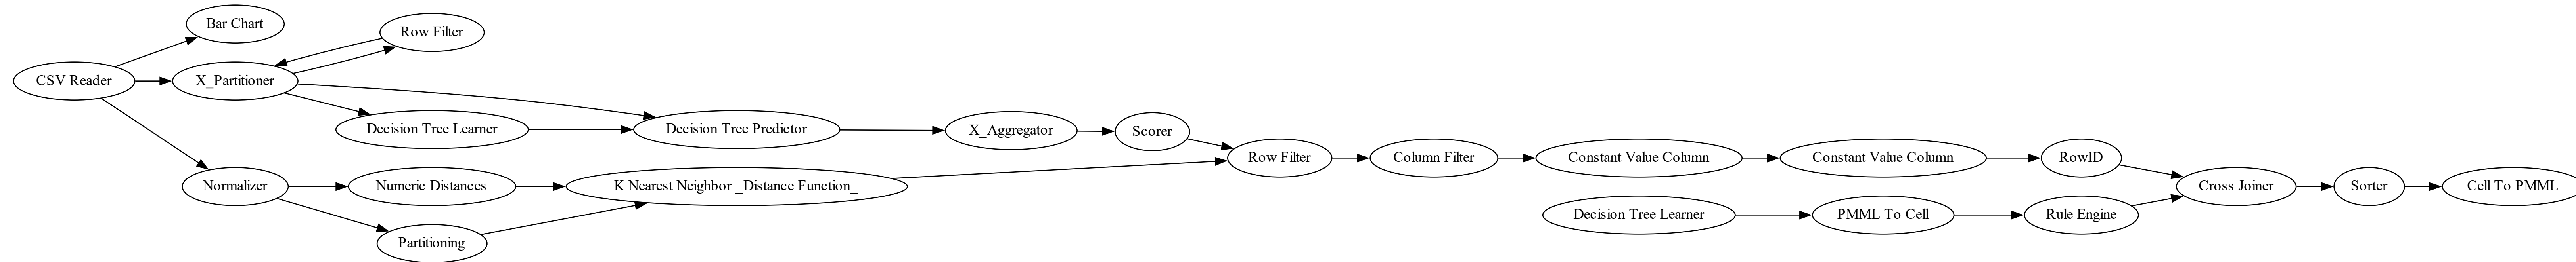 Bar Chart
Row Filter
CSV Reader
X_Partitioner
Decision Tree Learner
Decision Tree Predictor
X_Aggregator
Scorer
Row Filter
Column Filter
Constant Value Column
Constant Value Column
RowID
Normalizer
Numeric Distances
K Nearest Neighbor _Distance Function_
Cross Joiner
Sorter
Cell To PMML
Decision Tree Learner
PMML To Cell
Rule Engine
Partitioning